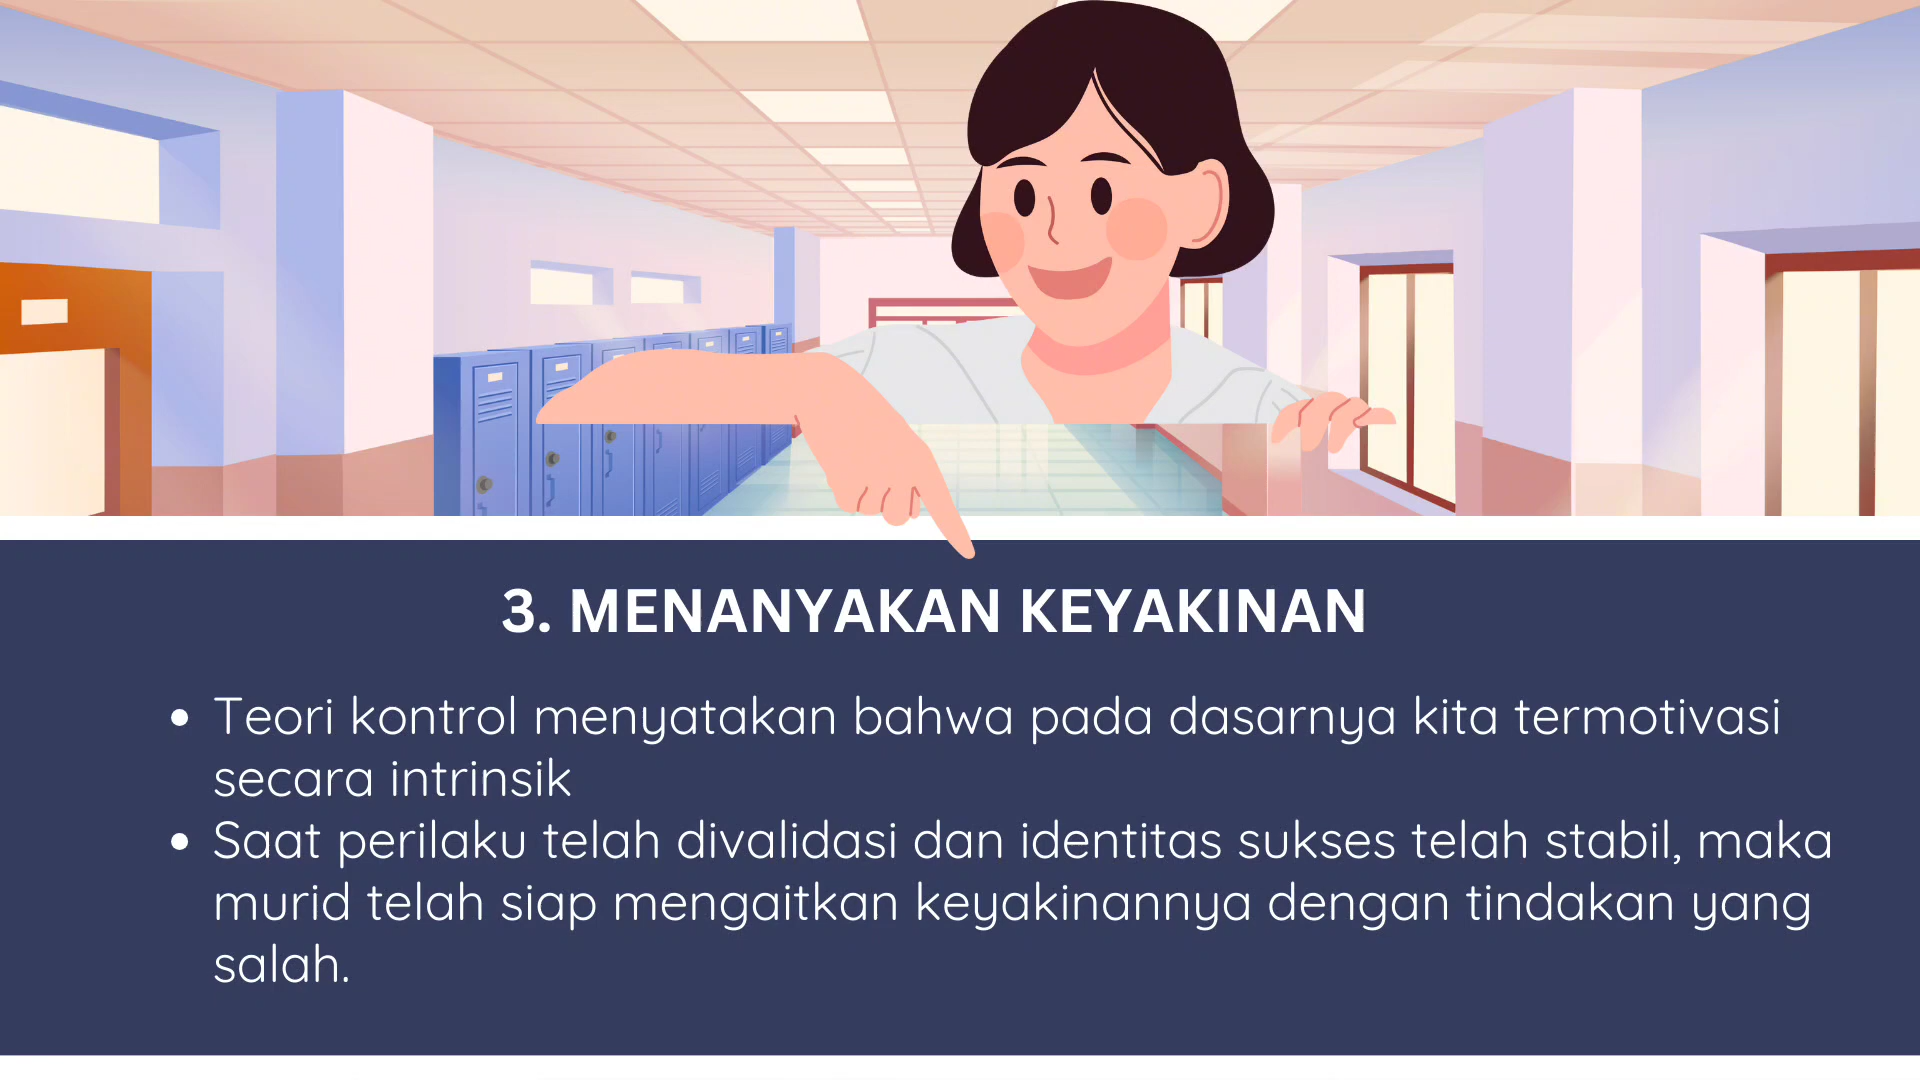 3. MENANYAKAN KEYAKINAN
• Teori kontrol menyatakan bahwa pada dasarnya kita termotivasi
secara intrinsik
• Saat perilaku telah divalidasi dan identitas sukses telah stabil, maka
murid telah siap mengaitkan keyakinannya dengan tindakan yang
salah.